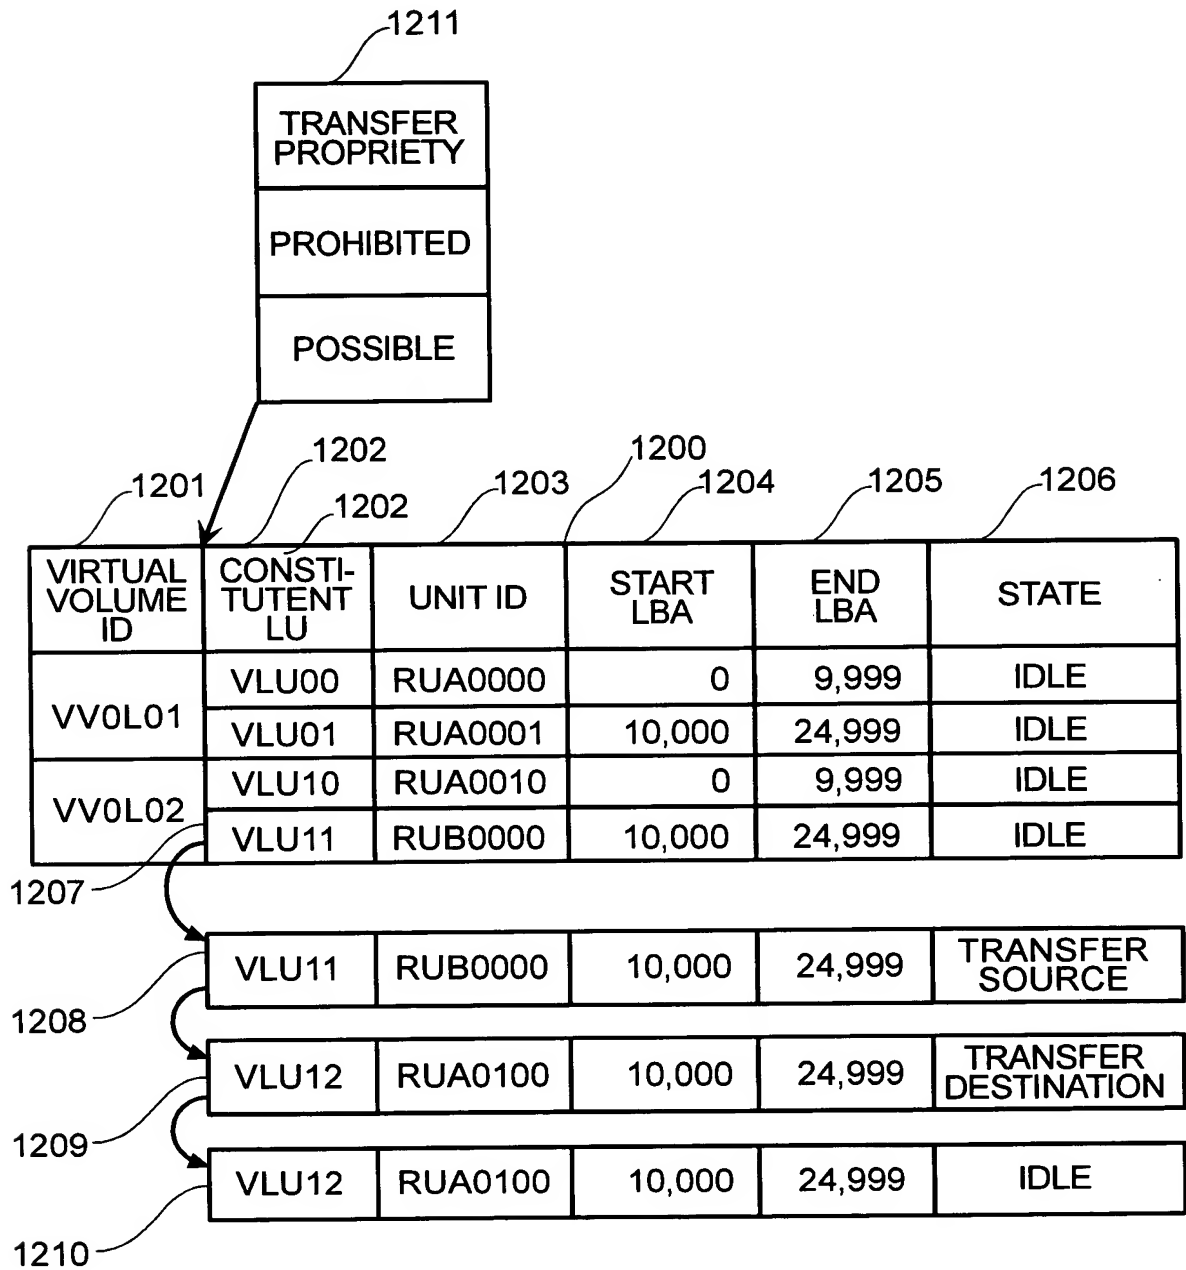 1211
TRANSFER
PROPRIETY
PROHIBITED
POSSIBLE
1201
1202
1202
1203
1200
1204
1205
1206
VIRTUAL
VOLUME
ID
CONSTI-
TUTENT
LU
UNIT ID
START
LBA
END
LBA
STATE
VV0L01
VLU00 RUA0000 0 9,999 IDLE
VLU01 RUA0001 10,000 24,999 IDLE
VV0L02
VLU10 RUA0010 0 9,999 IDLE
VLU11 RUB0000 10,000 24,999 IDLE
1207
VLU11 RUB0000 10,000 24,999 TRANSFER
SOURCE
1208
VLU12 RUA0100 10,000 24,999 TRANSFER
DESTINATION
1209
VLU12 RUA0100 10,000 24,999 IDLE
1210